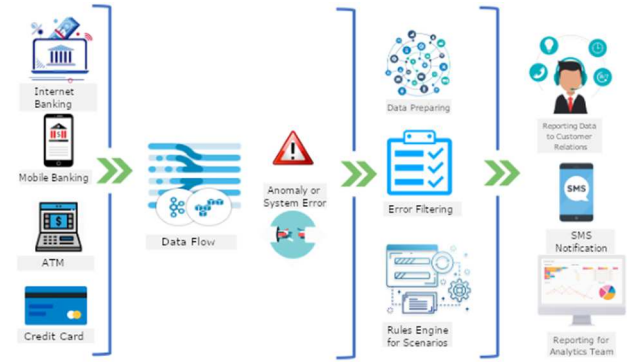 Internet
Banking
Mobile Banking
ATM
Credit Card
Data Flow
Anomaly or
System Error
Data Preparing
Error Filtering
Rules Engine
for Scenarios
Reporting Data
to Customer
Relations
SMS
SMS
Notification
Reporting for
Analytics Team